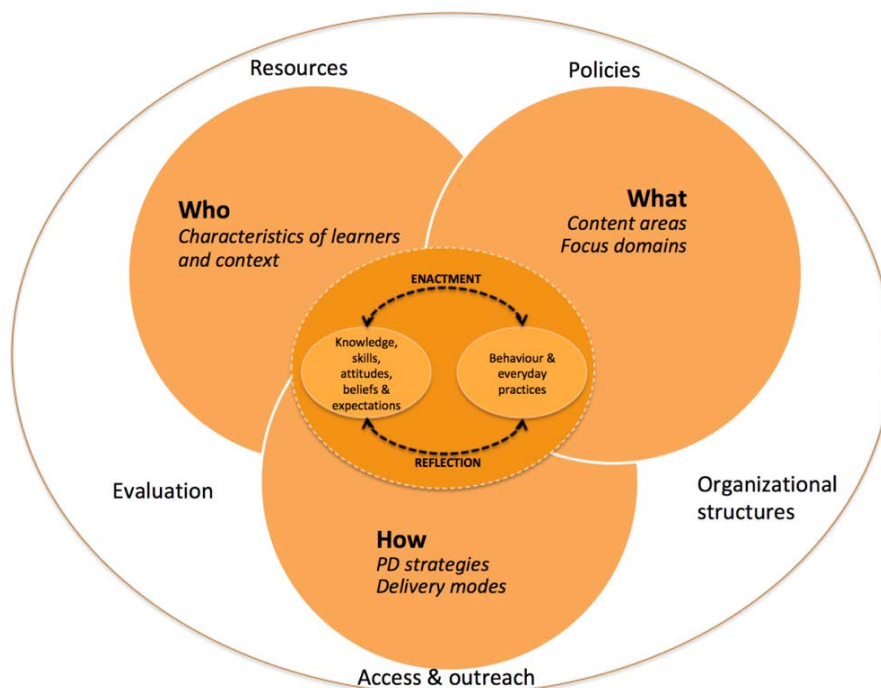 Resources
Policies
Who
Characteristics of learners
and context
What
Content areas
Focus domains
ENACTMENT
Knowledge,
skills,
attitudes,
beliefs &
expectations
Behaviour &
everyday
practices
REFLECTION
Evaluation
Organizational
structures
How
PD strategies
Delivery modes
Access & outreach